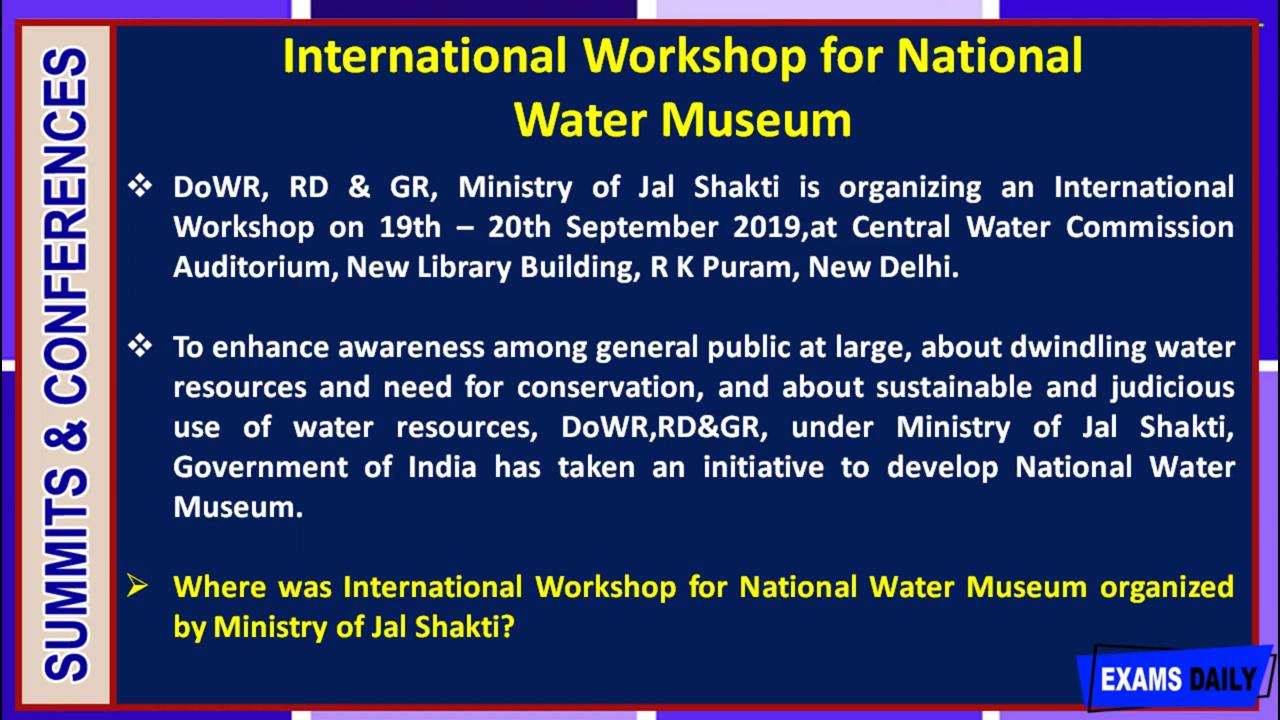 SUMMITS & CONFERENCES
International Workshop for National
Water Museum
❖ DoWR, RD & GR, Ministry of Jal Shakti is organizing an International
Workshop on 19th – 20th September 2019,at Central Water Commission
Auditorium, New Library Building, R K Puram, New Delhi.
❖ To enhance awareness among general public at large, about dwindling water
resources and need for conservation, and about sustainable and judicious
use of water resources, DoWR,RD&GR, under Ministry of Jal Shakti,
Government of India has taken an initiative to develop National Water
Museum.
➢ Where was International Workshop for National Water Museum organized
by Ministry of Jal Shakti?
EXAMS DAILY